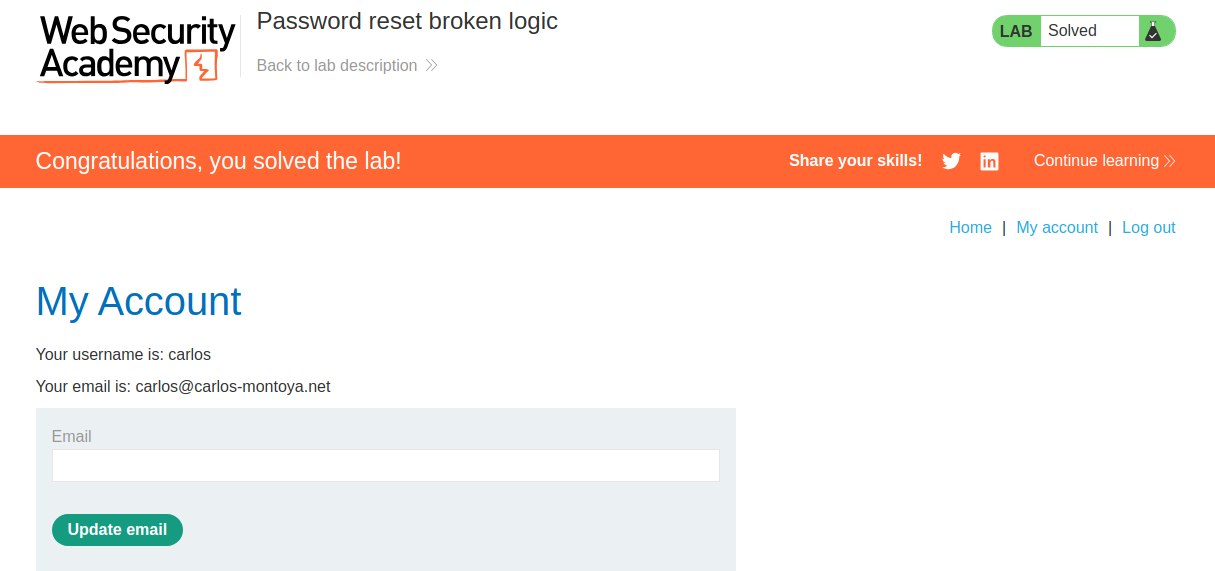 Web Security
Academy
Password reset broken logic
Back to lab description
LAB Solved
Congratulations, you solved the lab!
Share your skills!
Continue learning
Home | My account | Log out
My Account
Your username is: carlos
Your email is: carlos@carlos-montoya.net
Email
Update email